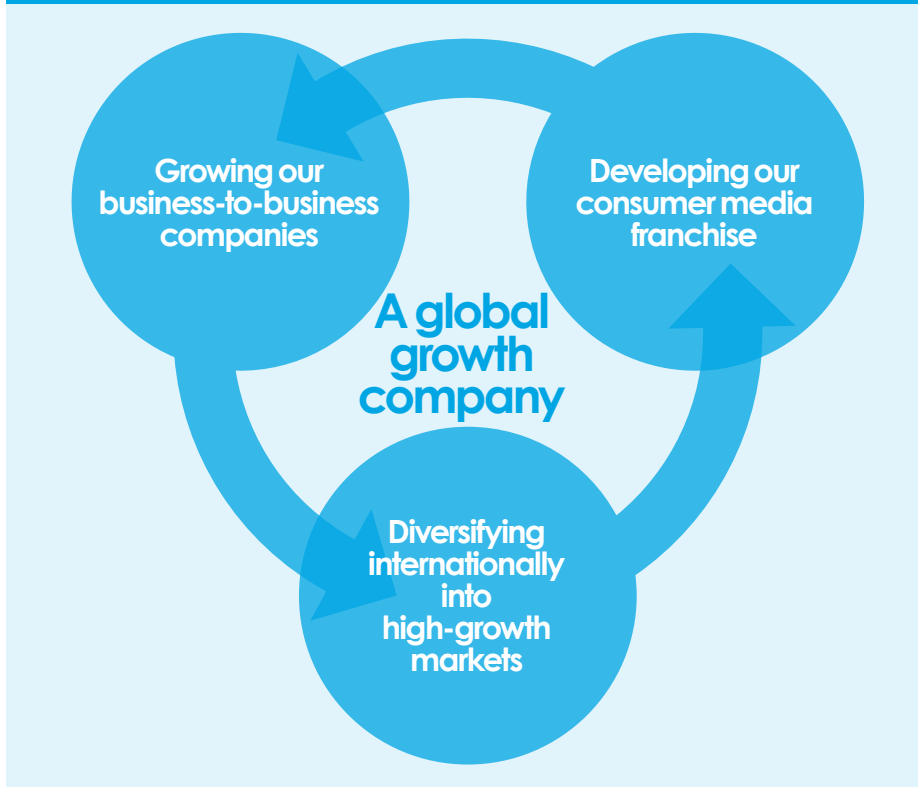 Growing our
business-to-business
companies
Developing our
consumer media
franchise
A global
growth
company
Diversifying
internationally
into
high-growth
markets